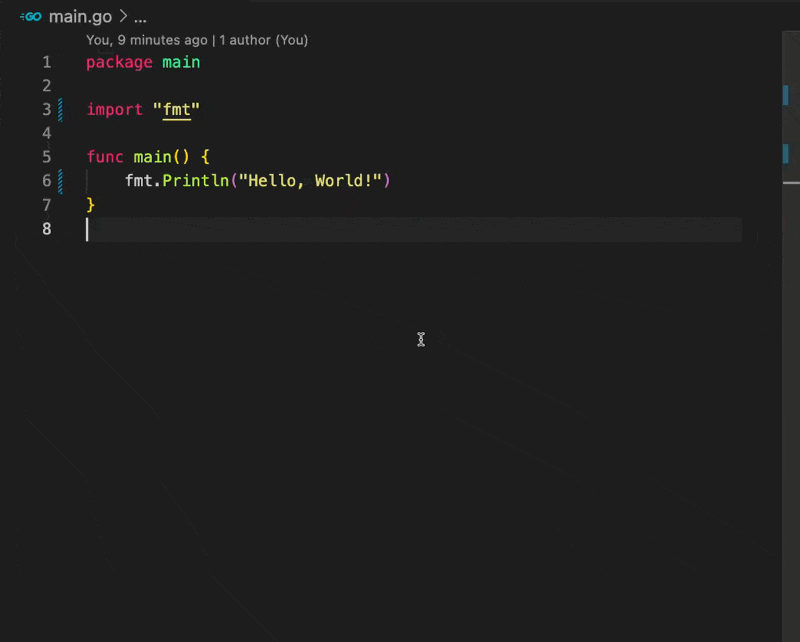 GO main.go > ...
You, 9 minutes ago | 1 author (You)
1 package main
2
3 import "fmt"
4
5 func main() {
6     fmt.Println("Hello, World!")
7 }
8